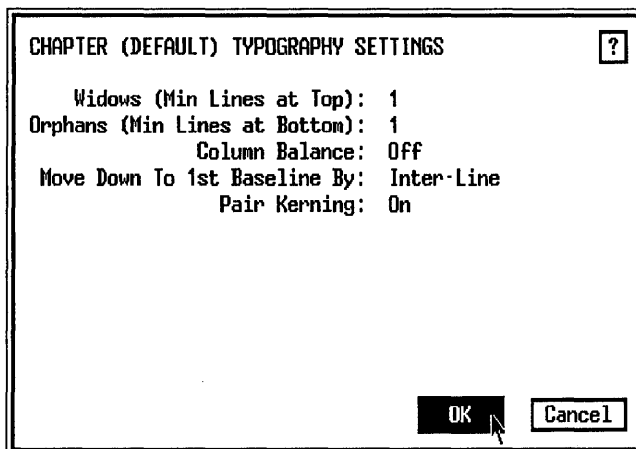 CHAPTER (DEFAULT) TYPOGRAPHY SETTINGS ?
Widows (Min Lines at Top): 1
Orphans (Min Lines at Bottom): 1
Column Balance: Off
Move Down To 1st Baseline By: Inter-Line
Pair Kerning: On
OK Cancel